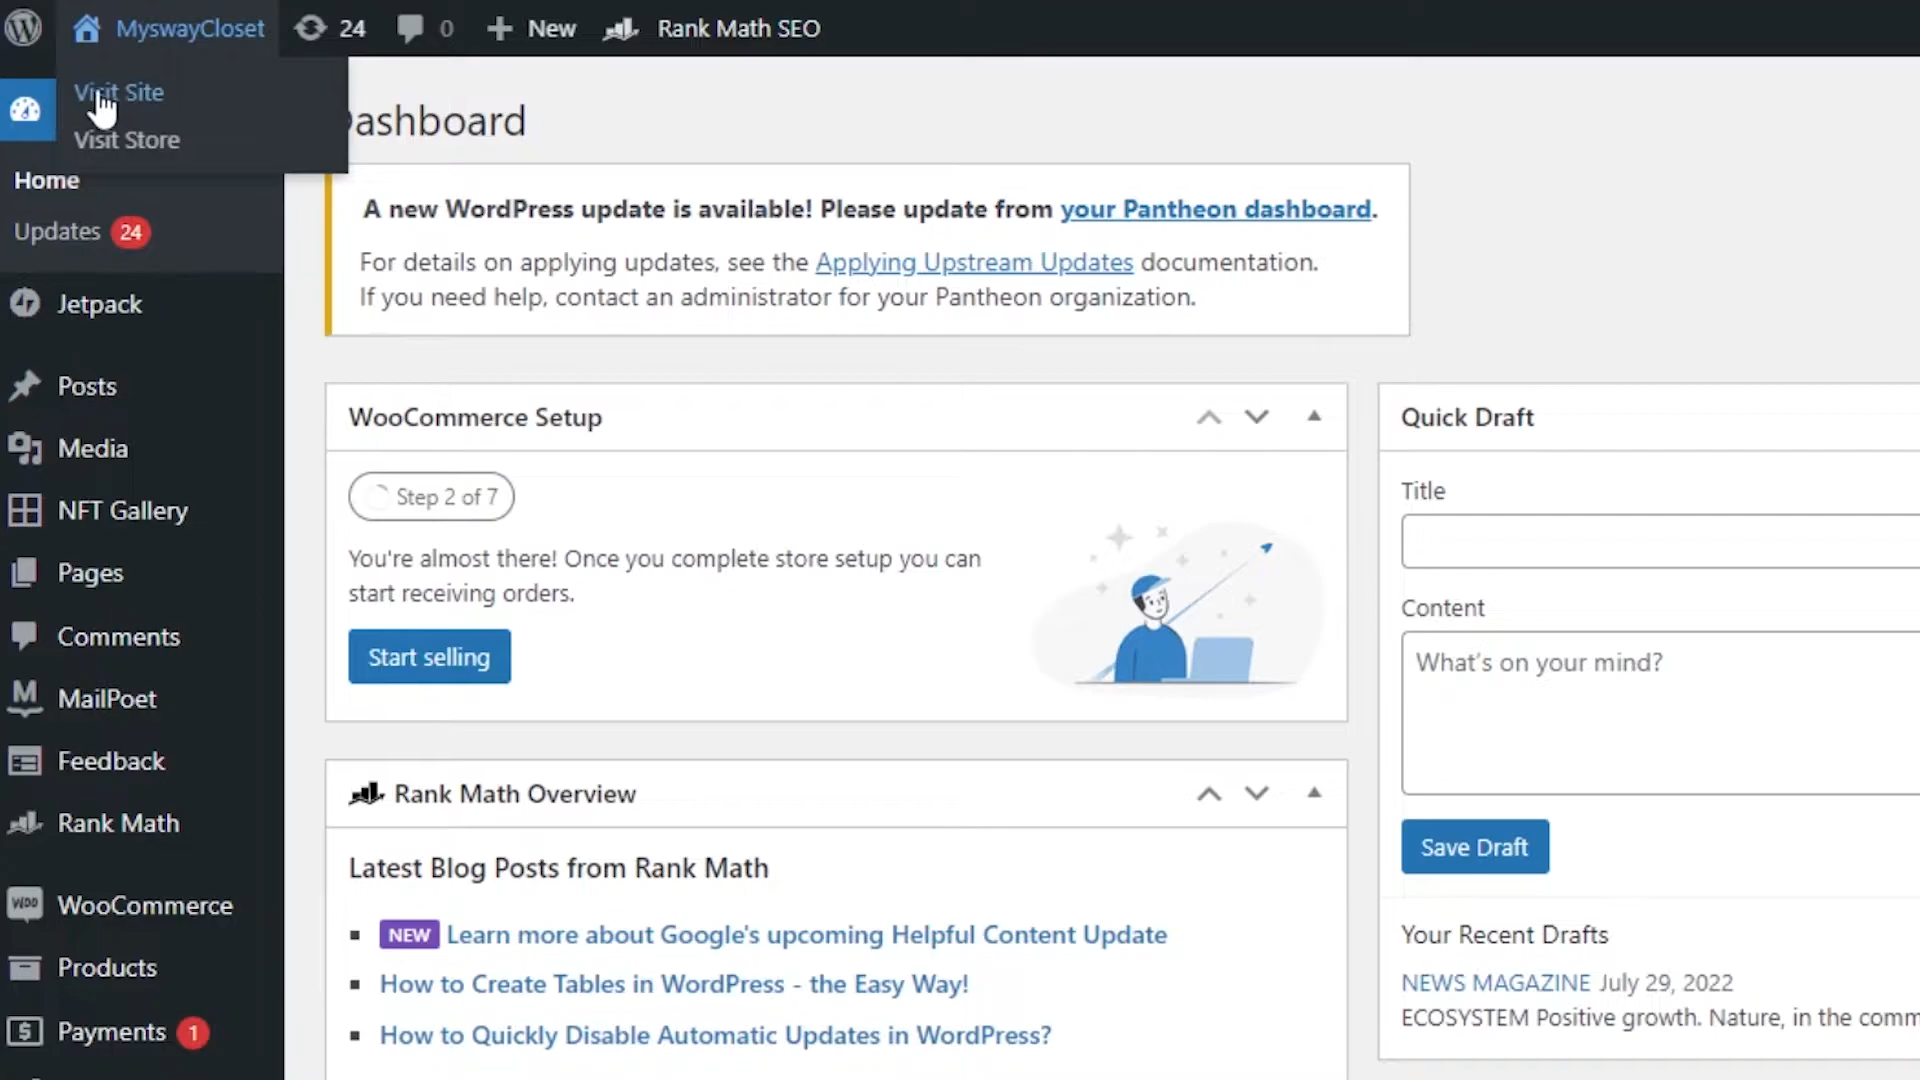 MyswayCloset 24 0 New Rank Math SEO
Visit Site
Visit Store
Home
Updates 24
Jetpack
Posts
Media
NFT Gallery
Pages
Comments
MailPoet
Feedback
Rank Math
WooCommerce
Products
Payments 1
ashboard
A new WordPress update is available! Please update from your Pantheon dashboard.
For details on applying updates, see the Applying Upstream Updates documentation.
If you need help, contact an administrator for your Pantheon organization.
WooCommerce Setup
Step 2 of 7
You're almost there! Once you complete store setup you can
start receiving orders.
Start selling
Rank Math Overview
Latest Blog Posts from Rank Math
NEW Learn more about Google's upcoming Helpful Content Update
How to Create Tables in WordPress - the Easy Way!
How to Quickly Disable Automatic Updates in WordPress?
Quick Draft
Title
Content
What's on your mind?
Save Draft
Your Recent Drafts
NEWS MAGAZINE July 29, 2022
ECOSYSTEM Positive growth. Nature, in the comm